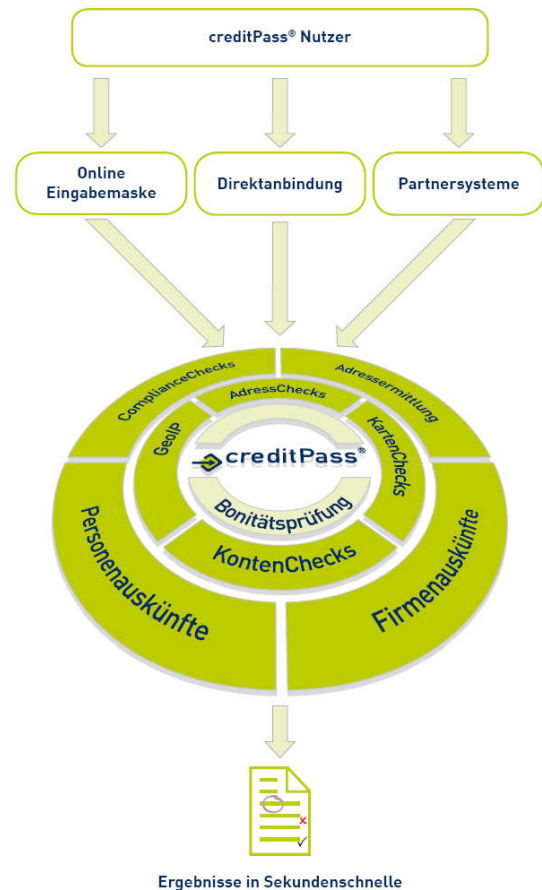 creditPass® Nutzer
Online
Eingabemaske
Direktanbindung
Partnersysteme
ComplianceChecks
Adressermittlung
AdressChecks
GeoIP
KartenChecks
creditPass®
Bonitätsprüfung
KontenChecks
Personenauskünfte
Firmenauskünfte
Ergebnisse in Sekundenschnelle